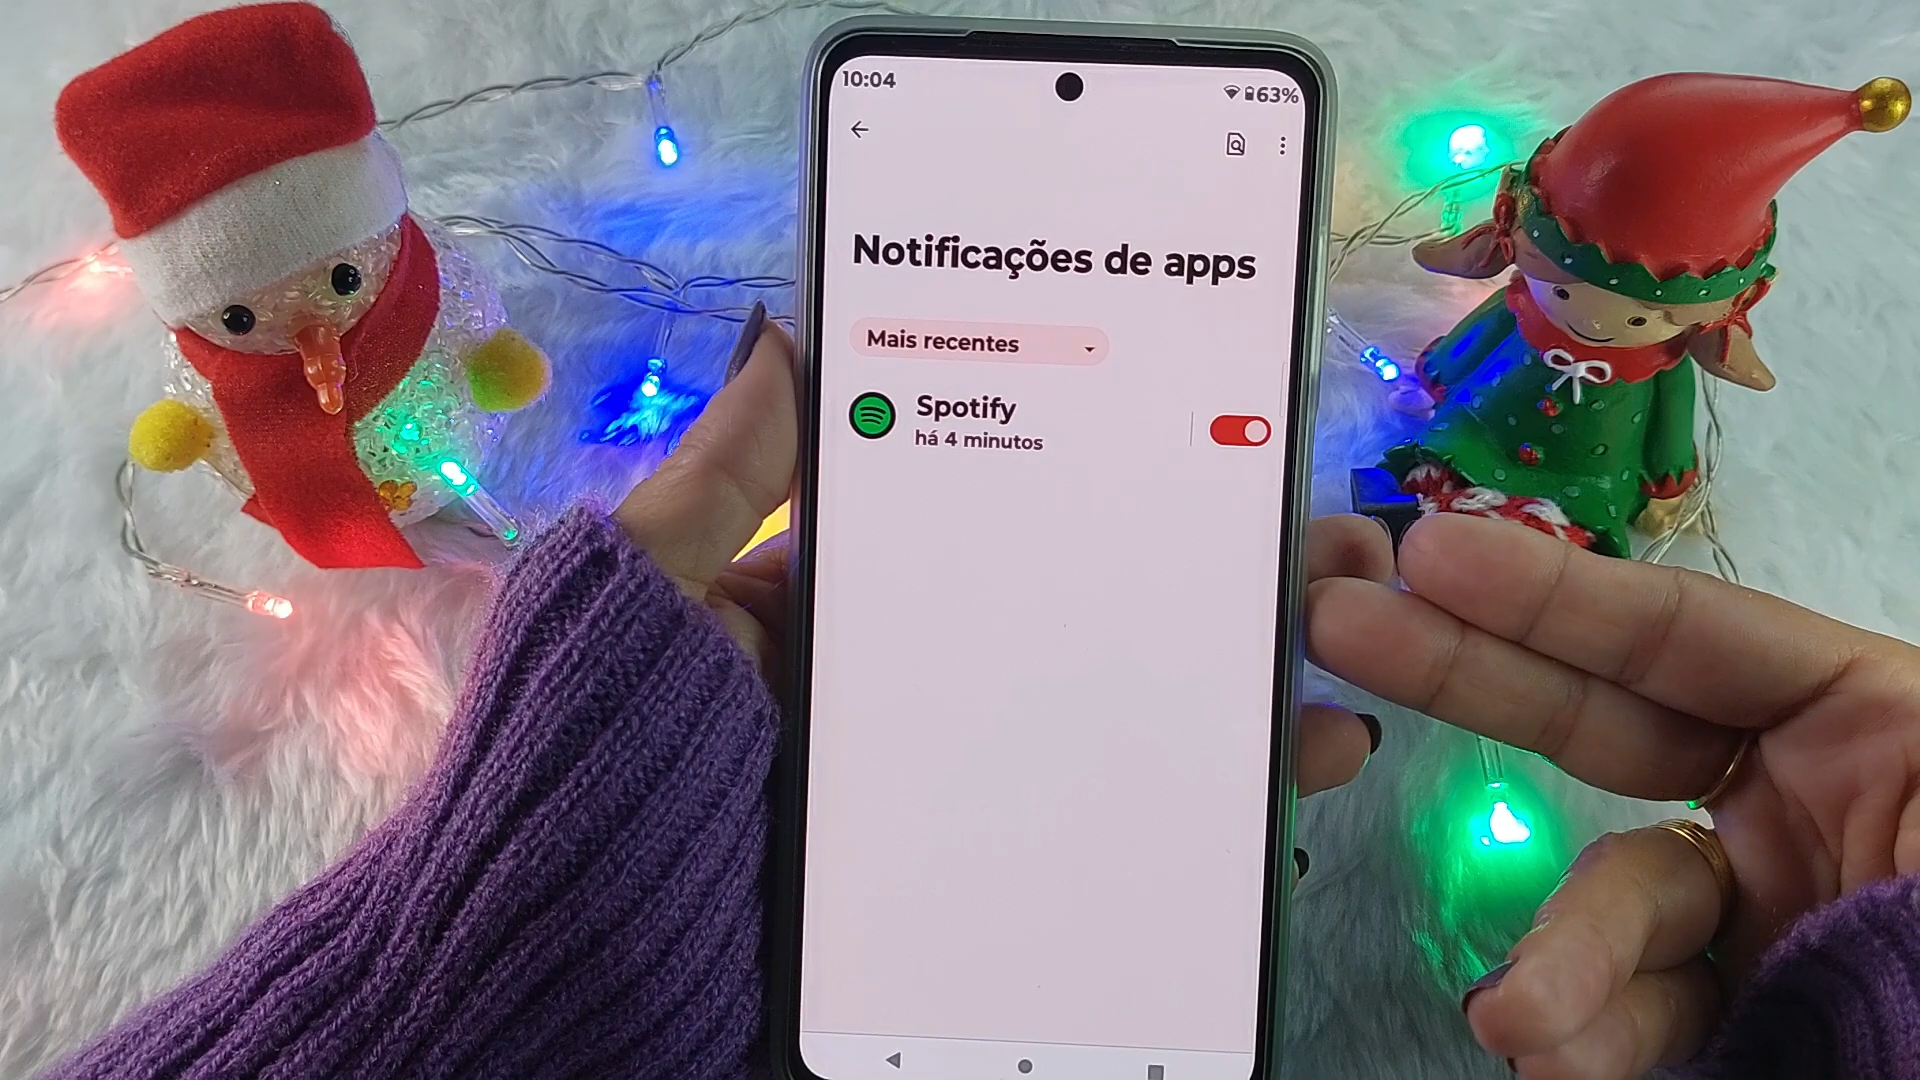 10:04
63%
Notificações de apps
Mais recentes
Spotify
há 4 minutos